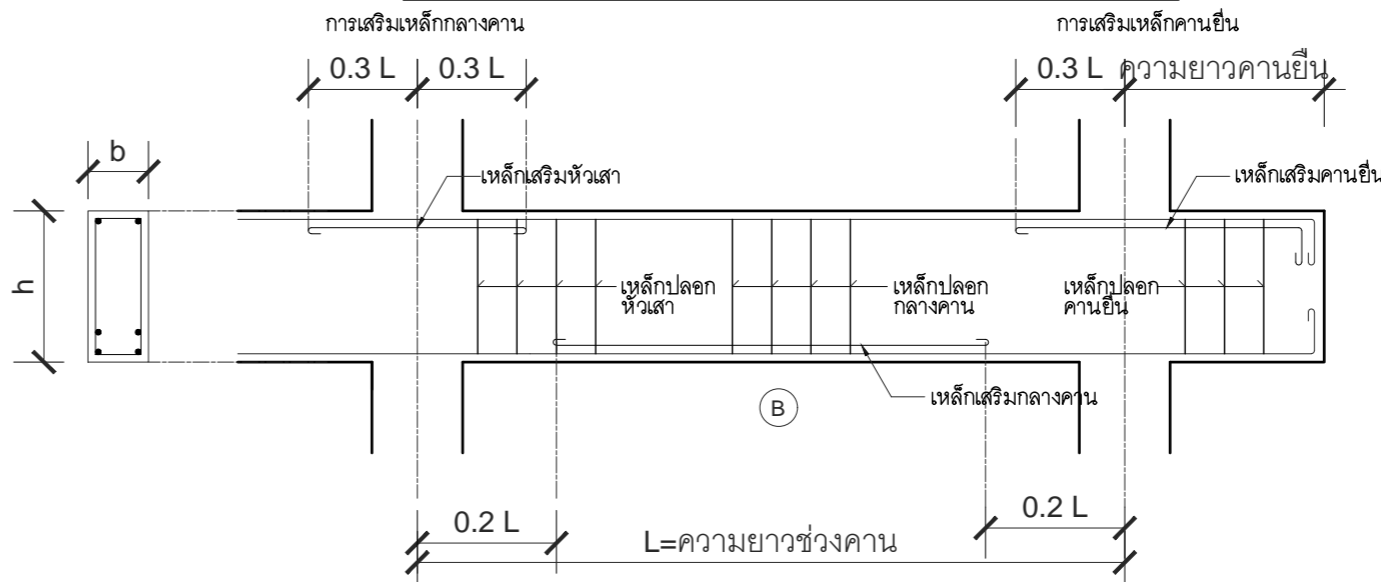 การเสริมเหล็กกลางคาน
การเสริมเหล็กคานยื่น
0.3 L
0.3 L
0.3 L
ความยาวคานยื่น
b
เหล็กเสริมหัวเสา
เหล็กเสริมคานยื่น
h
เหล็กปลอก
หัวเสา
เหล็กปลอก
กลางคาน
เหล็กปลอก
คานยื่น
B
เหล็กเสริมกลางคาน
0.2 L
0.2 L
L=ความยาวช่วงคาน